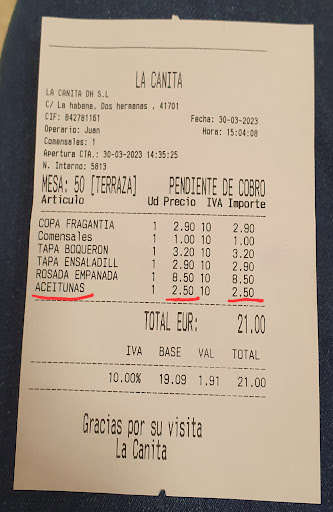 LA CANITA
LA CANITA DH S.L
C/ La habana. Dos hermanas , 41701
CIF: B42781161 Fecha: 30-03-2023
Operario: Juan Hora: 15:04:08
Comensales: 1
Apertura CTA.: 30-03-2023 14:35:25
N. Interno: 5813
MESA: 50 [TERRAZA] PENDIENTE DE COBRO
Articulo Ud Precio IVA Importe
COPA FRAGANTIA 1 2.90 10 2.90
Comensales 1 1.00 10 1.00
TAPA BOQUERON 1 3.20 10 3.20
TAPA ENSALADILL 1 2.90 10 2.90
ROSADA EMPANADA 1 8.50 10 8.50
ACEITUNAS 1 2.50 10 2.50
TOTAL EUR: 21.00
IVA BASE VAL TOTAL
10.00% 19.09 1.91 21.00
Gracias por su visita
La Canita